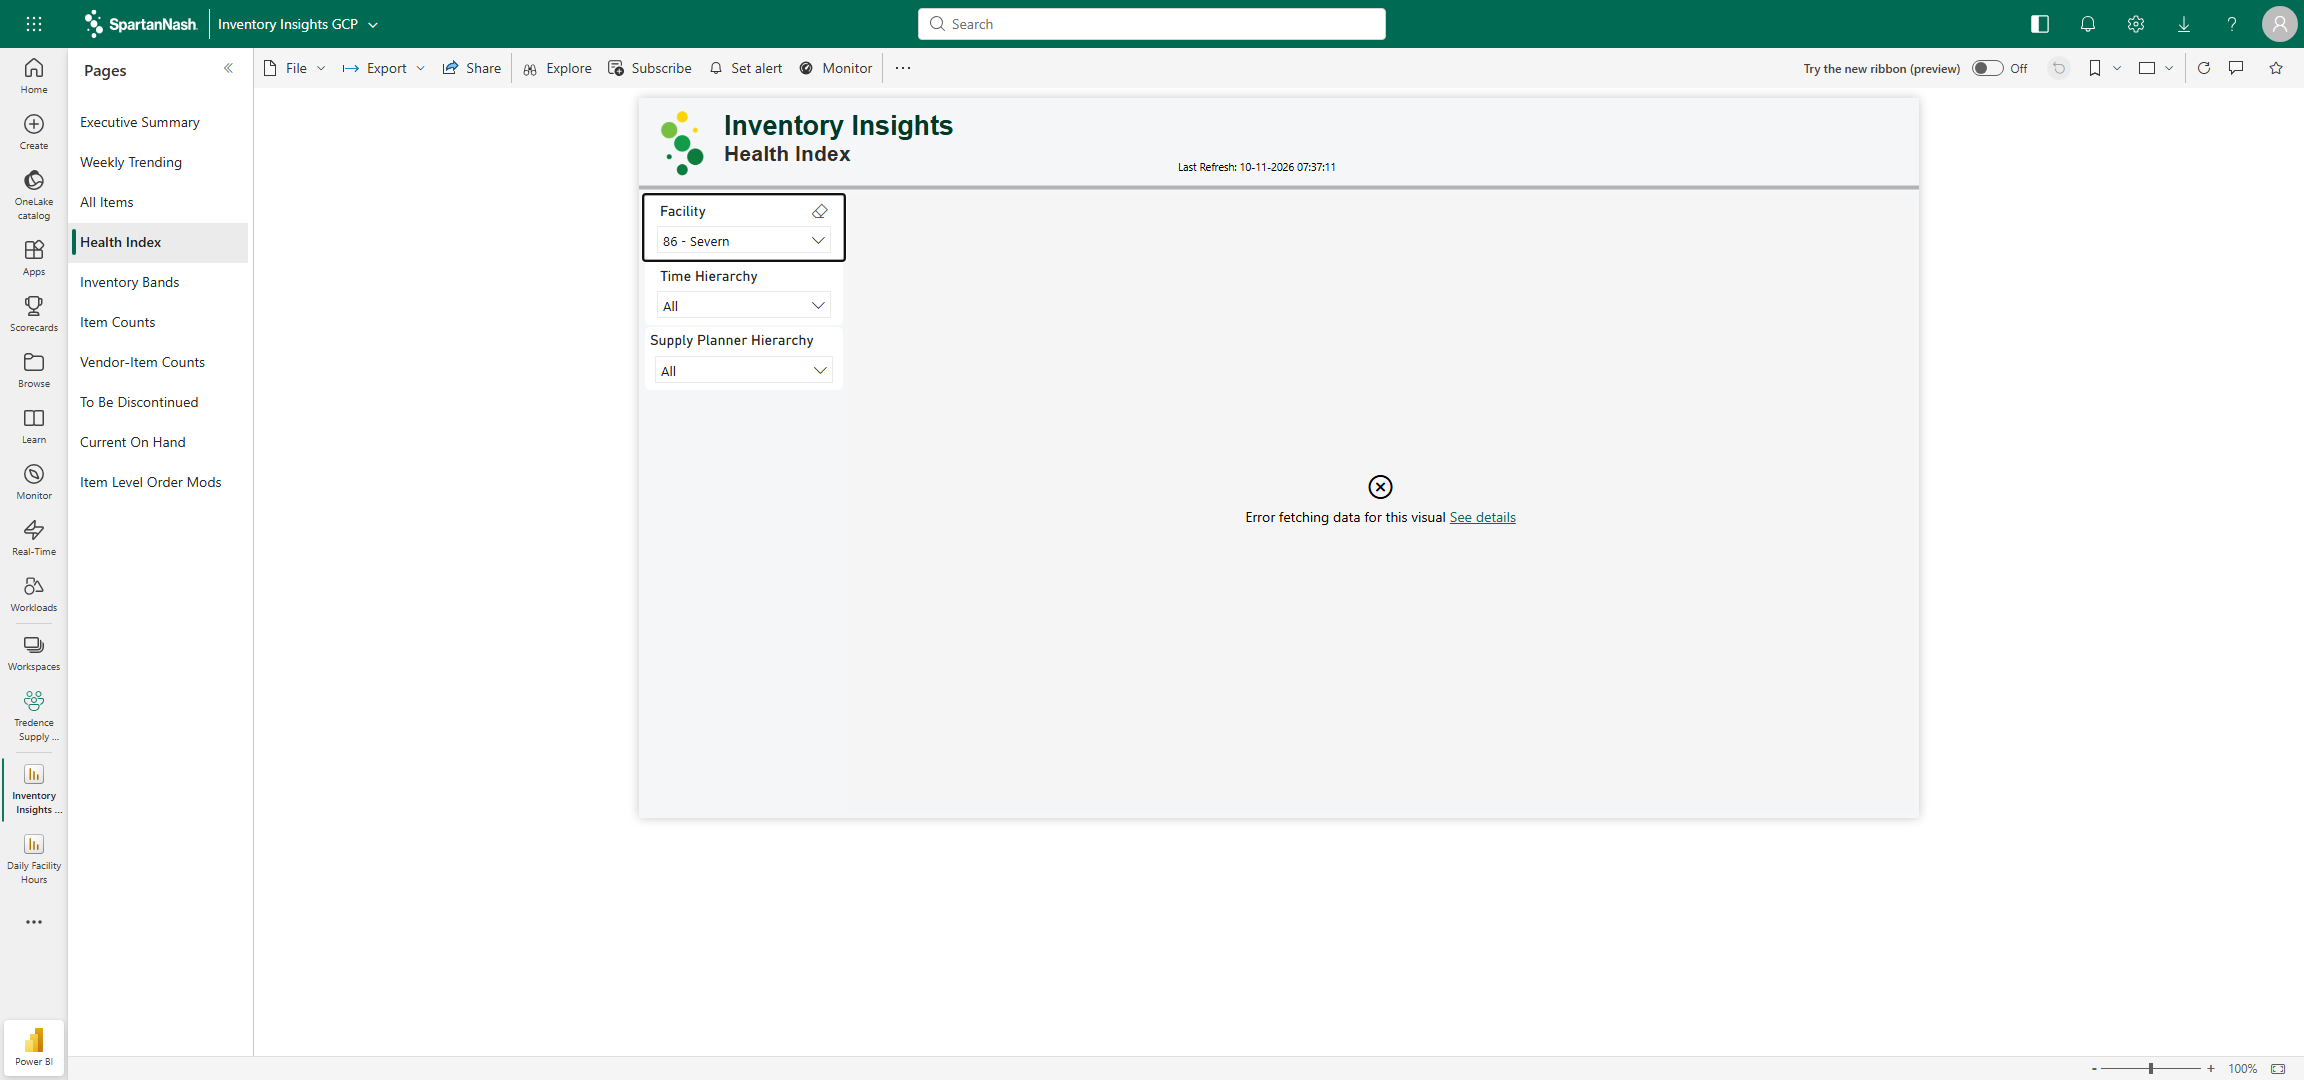 SpartanNash
Inventory Insights GCP
Search
Home
Create
OneLake
catalog
Apps
Scorecards
Browse
Learn
Monitor
Real-Time
Workloads
Workspaces
Tredence
Supply ...
Inventory
Insights ...
Daily Facility
Hours
Power BI
Pages
Executive Summary
Weekly Trending
All Items
Health Index
Inventory Bands
Item Counts
Vendor-Item Counts
To Be Discontinued
Current On Hand
Item Level Order Mods
File
Export
Share
Explore
Subscribe
Set alert
Monitor
Try the new ribbon (preview)
Off
Inventory Insights
Health Index
Last Refresh: 10-11-2026 07:37:11
Facility
86 - Severn
Time Hierarchy
All
Supply Planner Hierarchy
All
Error fetching data for this visual See details
- + 100%